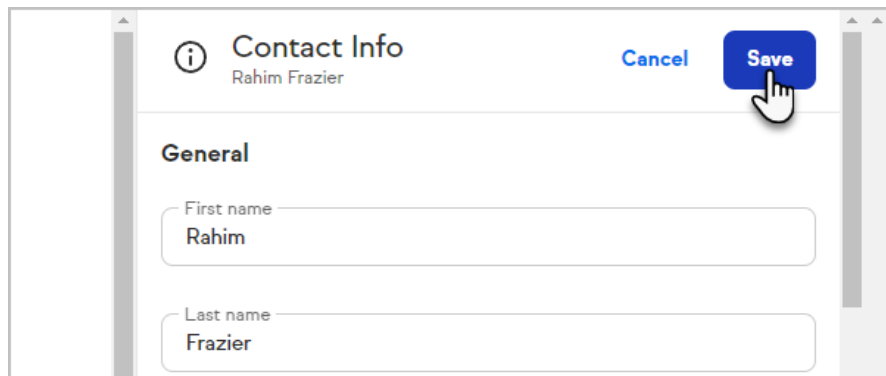 Contact Info
Rahim Frazier
Cancel
Save
General
First name
Rahim
Last name
Frazier